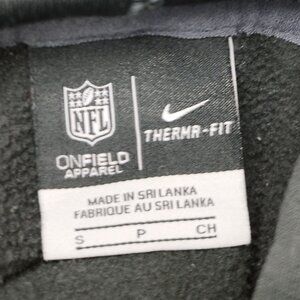 NFL
ONFIELD
APPAREL
THERMA-FIT
MADE IN SRI LANKA
FABRIQUE AU SRI LANKA
S P CH